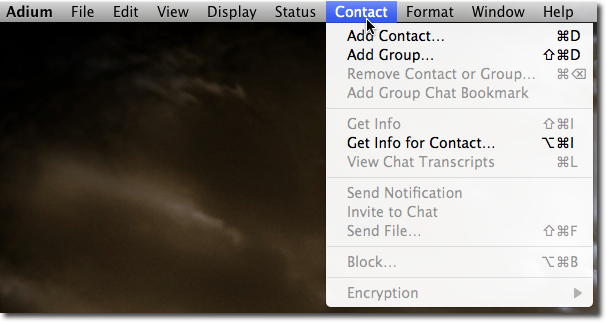 Adium File Edit View Display Status Contact Format Window Help
Add Contact... ⌘D
Add Group... ⇧⌘D
Remove Contact or Group... ⌘⌫
Add Group Chat Bookmark
Get Info ⇧⌘I
Get Info for Contact... ⌥⌘I
View Chat Transcripts ⌘L
Send Notification
Invite to Chat
Send File... ⇧⌘F
Block... ⌥⌘B
Encryption ▶